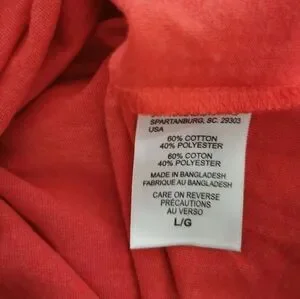 SPARTANBURG, SC. 29303
USA
60% COTTON
40% POLYESTER
60% COTON
40% POLYESTER
MADE IN BANGLADESH
FABRIQUE AU BANGLADESH
CARE ON REVERSE
PRÉCAUTIONS
AU VERSO
L/G